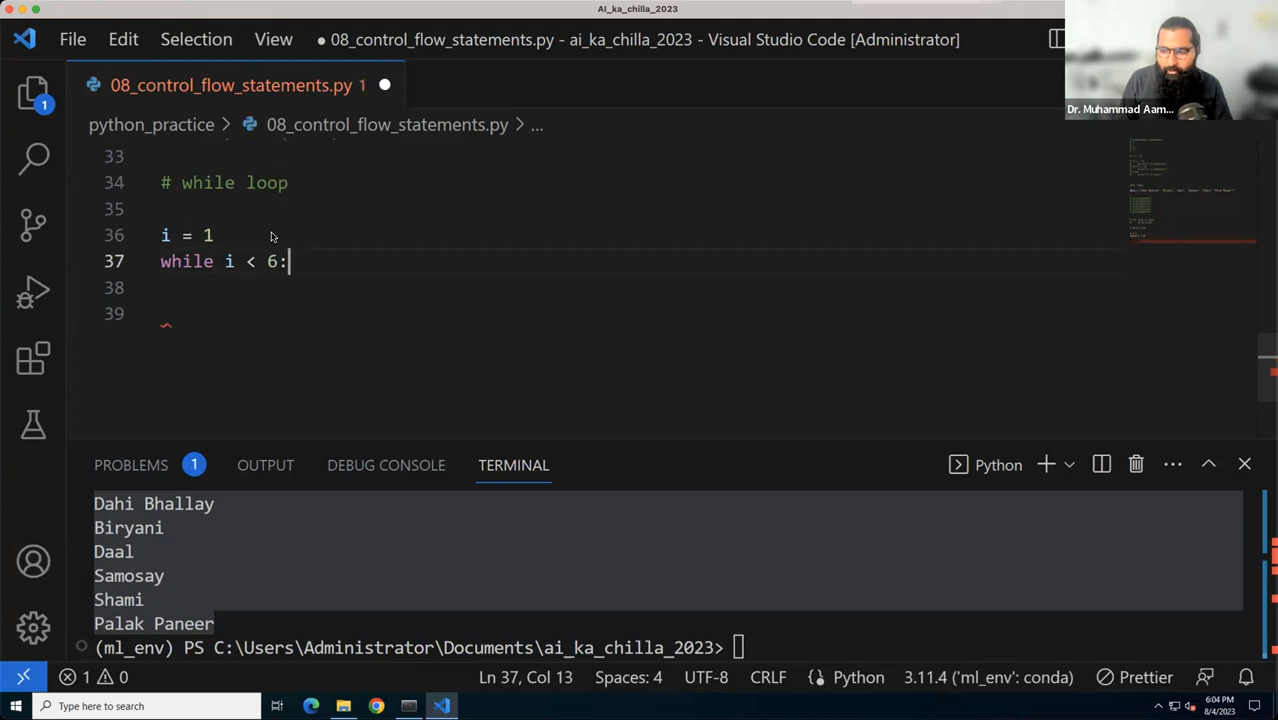 AI_ka_chilla_2023
File Edit Selection View ● 08_control_flow_statements.py - ai_ka_chilla_2023 - Visual Studio Code [Administrator]
Dr. Muhammad Aam...
08_control_flow_statements.py 1
python_practice > 08_control_flow_statements.py > ...
33
34 # while loop
35
36 i = 1
37 while i < 6:
38
39
1
PROBLEMS 1 OUTPUT DEBUG CONSOLE TERMINAL Python
Dahi Bhallay
Biryani
Daal
Samosay
Shami
Palak Paneer
(ml_env) PS C:\Users\Administrator\Documents\ai_ka_chilla_2023>
1 0 Ln 37, Col 13 Spaces: 4 UTF-8 CRLF Python 3.11.4 ('ml_env': conda) Prettier
Type here to search
6:04 PM
8/4/2023